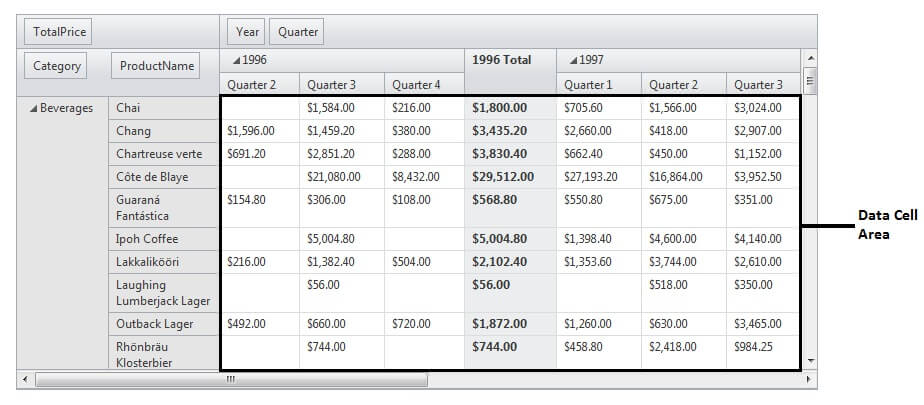 TotalPrice Year Quarter
Category ProductName 1996 1996 Total 1997
Quarter 2 Quarter 3 Quarter 4 Quarter 1 Quarter 2 Quarter 3
Beverages Chai $1,584.00 $216.00 $1,800.00 $705.60 $1,566.00 $3,024.00
Chang $1,596.00 $1,459.20 $380.00 $3,435.20 $2,660.00 $418.00 $2,907.00
Chartreuse verte $691.20 $2,851.20 $288.00 $3,830.40 $662.40 $450.00 $1,152.00
Côte de Blaye $21,080.00 $8,432.00 $29,512.00 $27,193.20 $16,864.00 $3,952.50
Guaraná $154.80 $306.00 $108.00 $568.80 $550.80 $675.00 $351.00
Fantástica
Data Cell
Area
Ipoh Coffee $5,004.80 $5,004.80 $1,398.40 $4,600.00 $4,140.00
Lakkalikööri $216.00 $1,382.40 $504.00 $2,102.40 $1,353.60 $3,744.00 $2,610.00
Laughing $56.00 $56.00 $518.00 $350.00
Lumberjack Lager
Outback Lager $492.00 $660.00 $720.00 $1,872.00 $1,260.00 $630.00 $3,465.00
Rhönbräu $744.00 $744.00 $458.80 $2,418.00 $984.25
Klosterbier